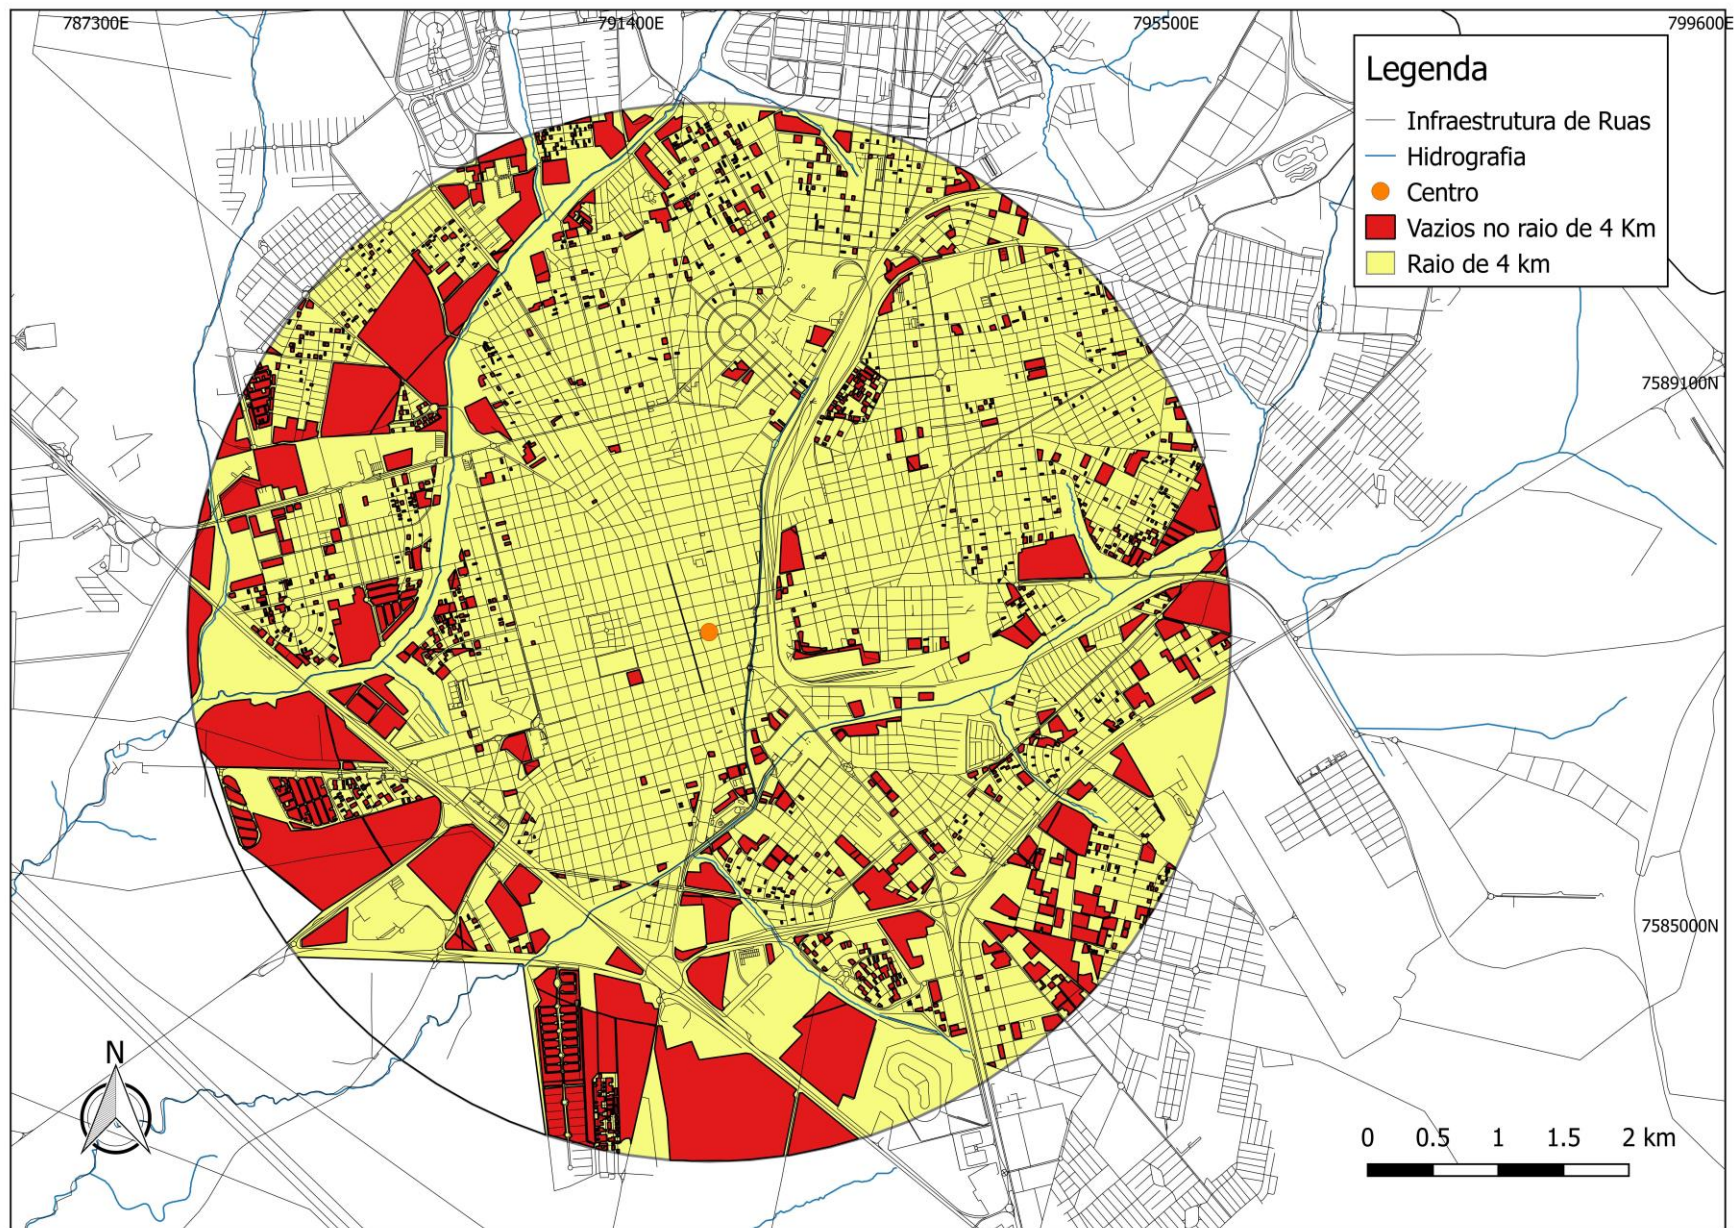 787300E 791400E 795500E 799600E
Legenda
Infraestrutura de Ruas
Hidrografia
Centro
Vazios no raio de 4 Km
Raio de 4 km
7589100N
7585000N
N
0 0.5 1 1.5 2 km